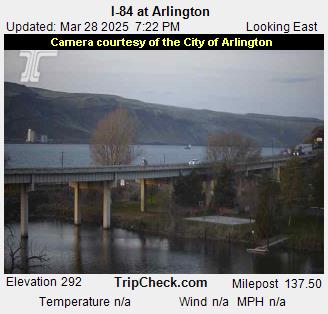 I-84 at Arlington
Updated: Mar 28 2025 7:22 PM Looking East
Camera courtesy of the City of Arlington
Elevation 292 TripCheck.com Milepost 137.50
Temperature n/a Wind n/a MPH n/a